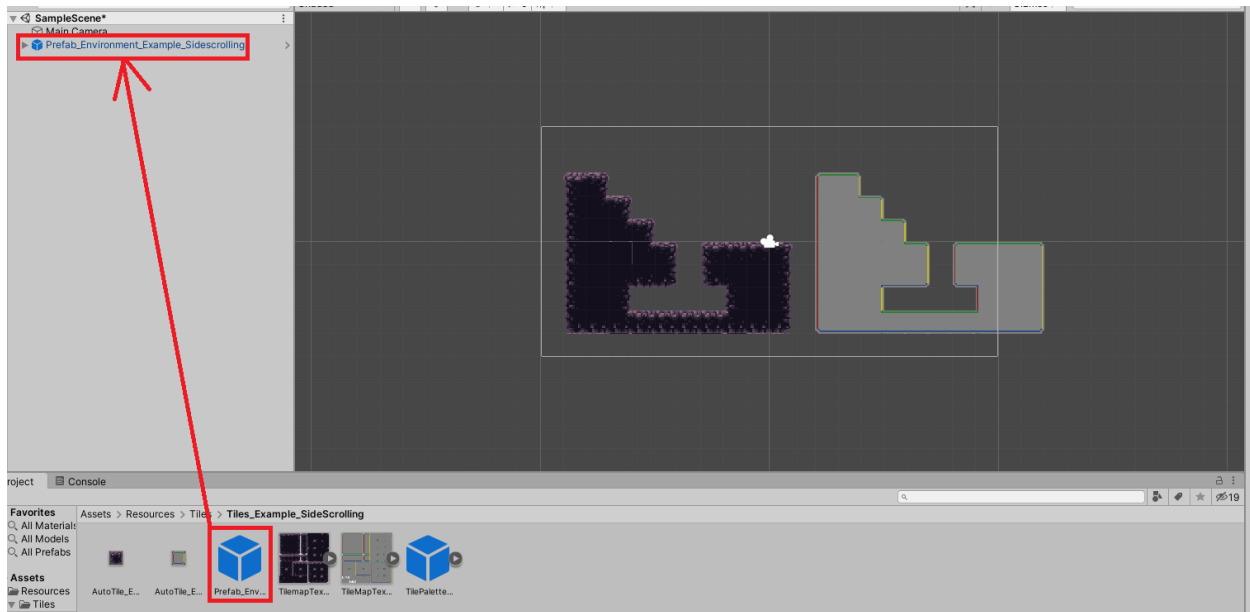 SampleScene*
Main Camera
Prefab_Environment_Example_Sidescrolling
roject Console
19
Favorites
Assets > Resources > Tiles > Tiles_Example_SideScrolling
All Materials
All Models
All Prefabs
Assets
Resources
Tiles
AutoTile_E... AutoTile_E... Prefab_Env... TilemapTex... TileMapTex... TilePalette...